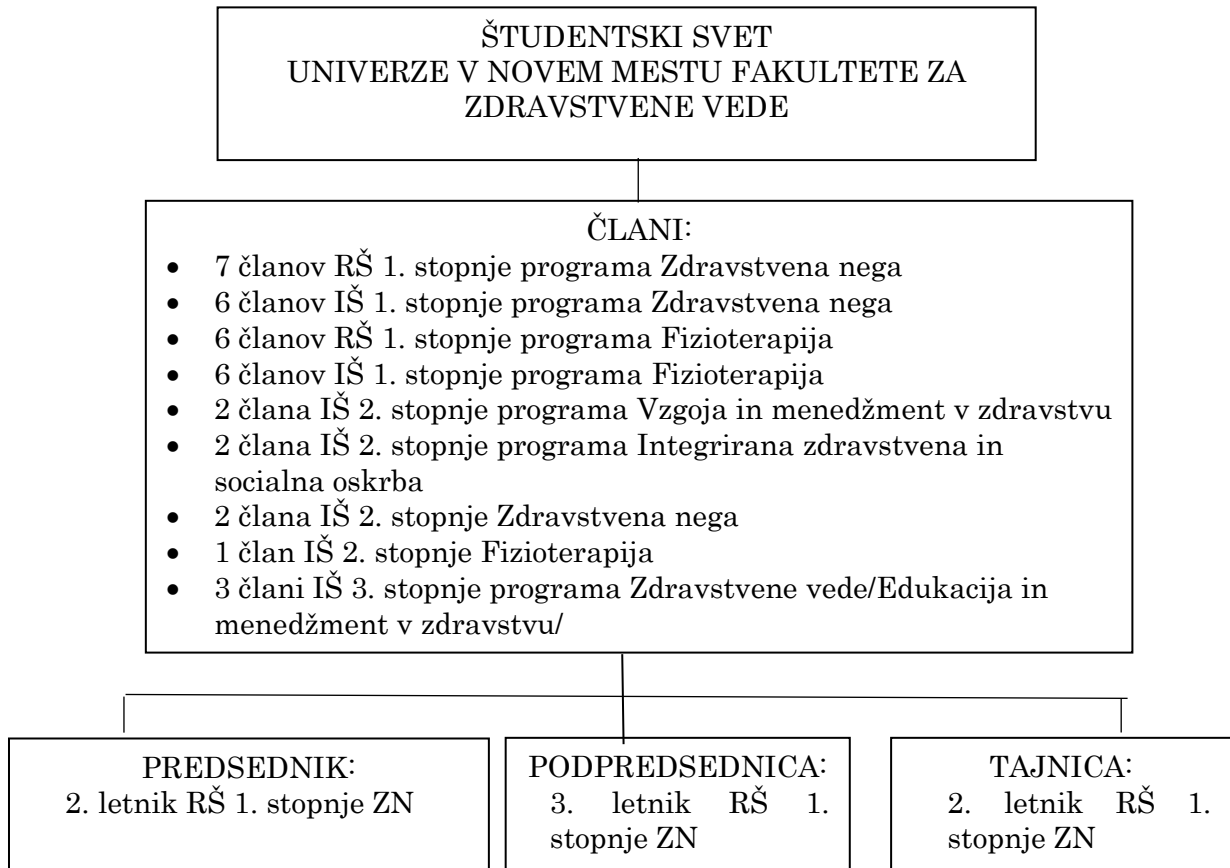 ŠTUDENTSKI SVET
UNIVERZE V NOVEM MESTU FAKULTETE ZA
ZDRAVSTVENE VEDE
ČLANI:
• 7 članov RŠ 1. stopnje programa Zdravstvena nega
• 6 članov IŠ 1. stopnje programa Zdravstvena nega
• 6 članov RŠ 1. stopnje programa Fizioterapija
• 6 članov IŠ 1. stopnje programa Fizioterapija
• 2 člana IŠ 2. stopnje programa Vzgoja in menedžment v zdravstvu
• 2 člana IŠ 2. stopnje programa Integrirana zdravstvena in
socialna oskrba
• 2 člana IŠ 2. stopnje Zdravstvena nega
• 1 član IŠ 2. stopnje Fizioterapija
• 3 člani IŠ 3. stopnje programa Zdravstvene vede/Edukacija in
menedžment v zdravstvu/
PREDSEDNIK:
2. letnik RŠ 1. stopnje ZN
PODPREDSEDNICA:
3. letnik RŠ 1.
stopnje ZN
TAJNICA:
2. letnik RŠ 1.
stopnje ZN